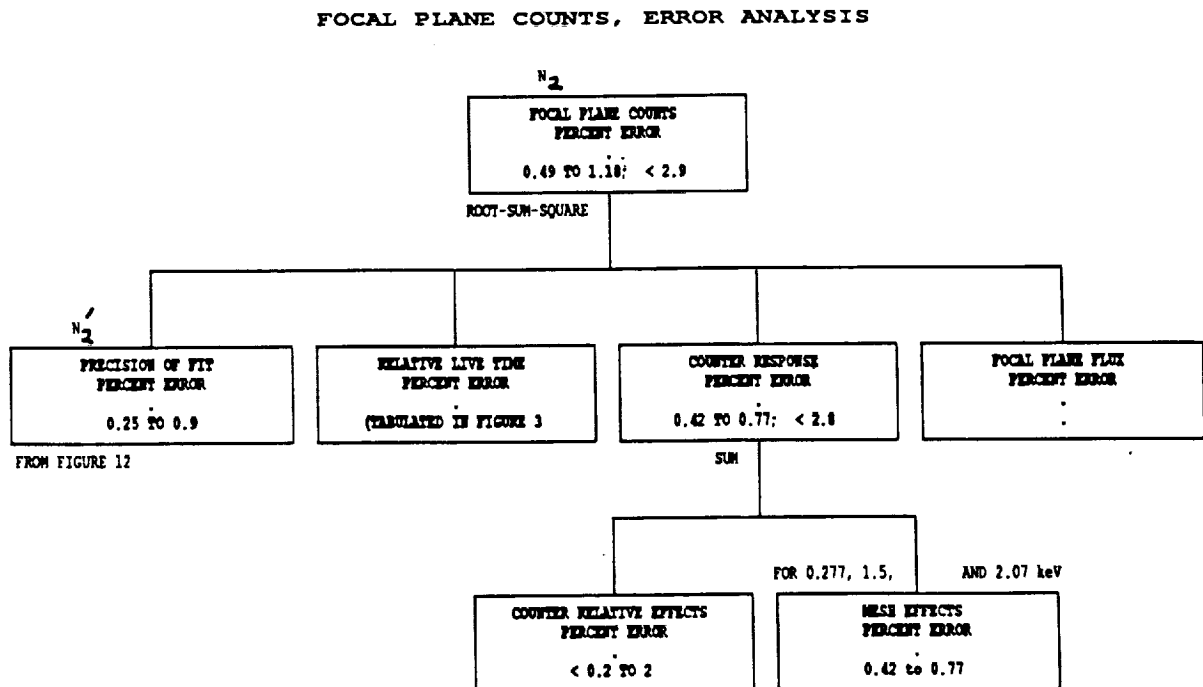 FOCAL PLANE COUNTS, ERROR ANALYSIS
N2
FOCAL PLANE COUNTS
PERCENT ERROR
0.49 TO 1.18; < 2.9
ROOT-SUM-SQUARE
N2'
PRECISION OF FIT
PERCENT ERROR
0.25 TO 0.9
FROM FIGURE 12
RELATIVE LIVE TIME
PERCENT ERROR
(TABULATED IN FIGURE 3
COUNTER RESPONSE
PERCENT ERROR
0.42 TO 0.77; < 2.8
SUM
FOCAL PLANE FLUX
PERCENT ERROR
COUNTER RELATIVE EFFECTS
PERCENT ERROR
< 0.2 TO 2
FOR 0.277, 1.5, AND 2.07 keV
MESH EFFECTS
PERCENT ERROR
0.42 to 0.77